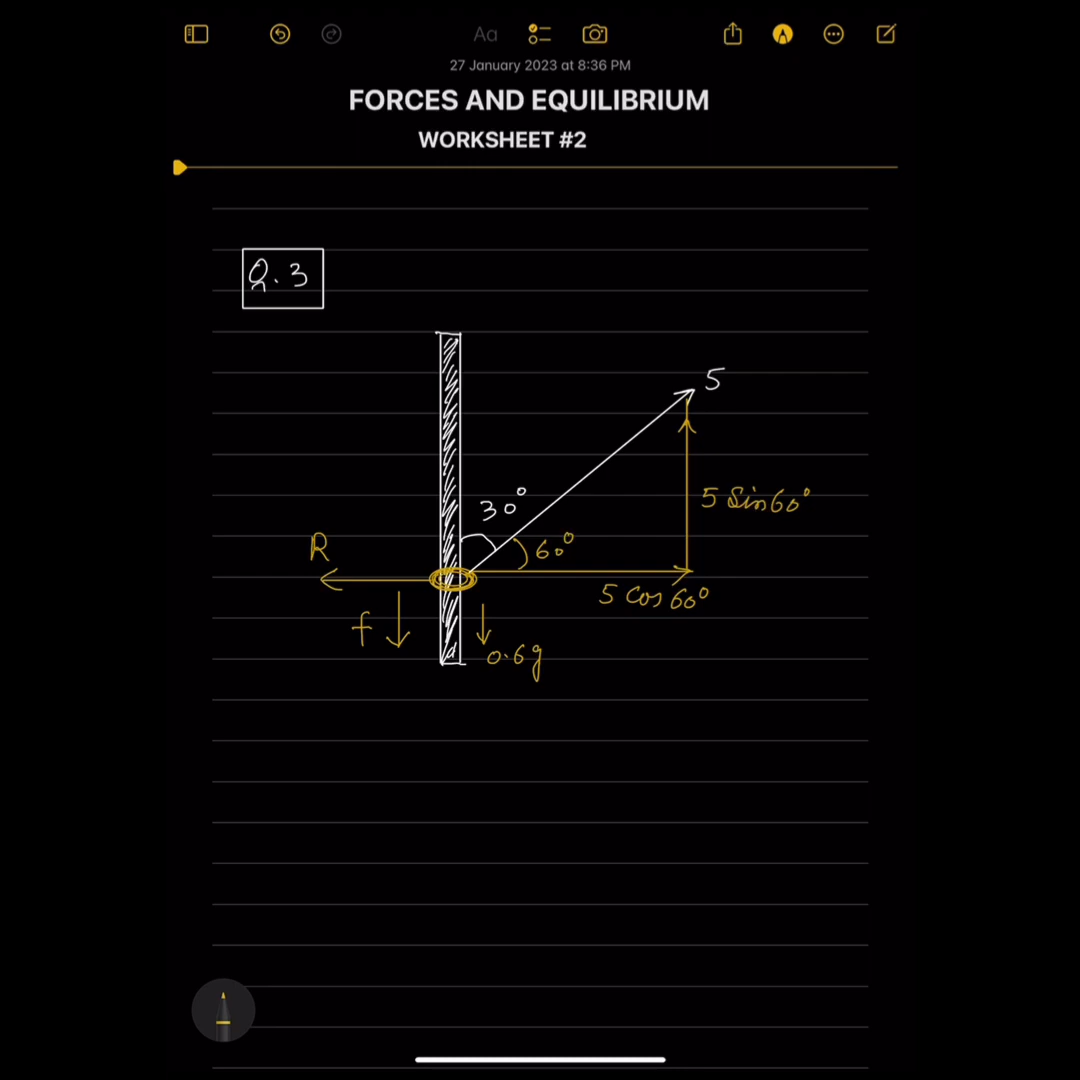 Aa
27 January 2023 at 8:36 PM
FORCES AND EQUILIBRIUM
WORKSHEET #2
Q.3
5
30°
5 Sin60°
60°
R
5 Cos 60°
f
0.6g